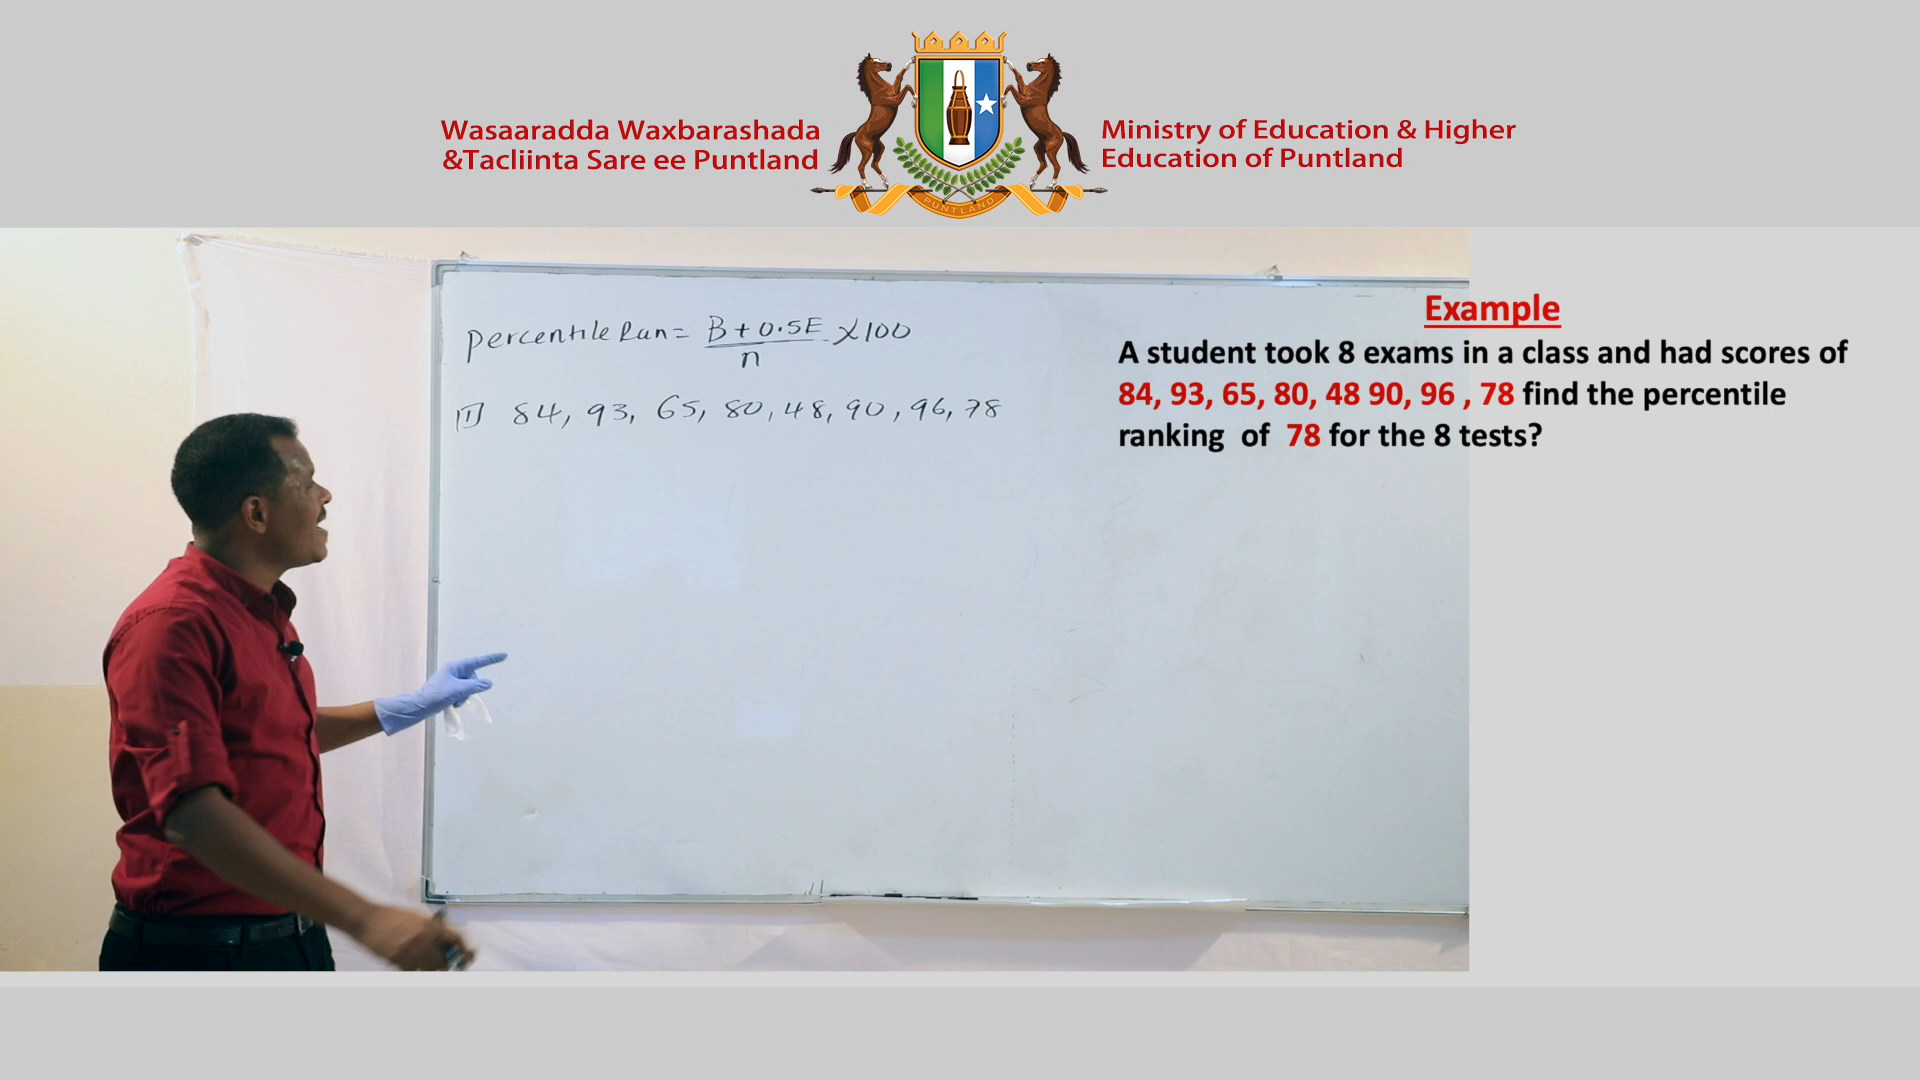 Wasaaradda Waxbarashada
&Tacliinta Sare ee Puntland
Ministry of Education & Higher
Education of Puntland
PUNTLAND
Percentile Ran = B + 0.5E / n × 100
1) 84, 93, 65, 80, 48, 90, 96, 78
Example
A student took 8 exams in a class and had scores of
84, 93, 65, 80, 48 90, 96 , 78 find the percentile
ranking of 78 for the 8 tests?